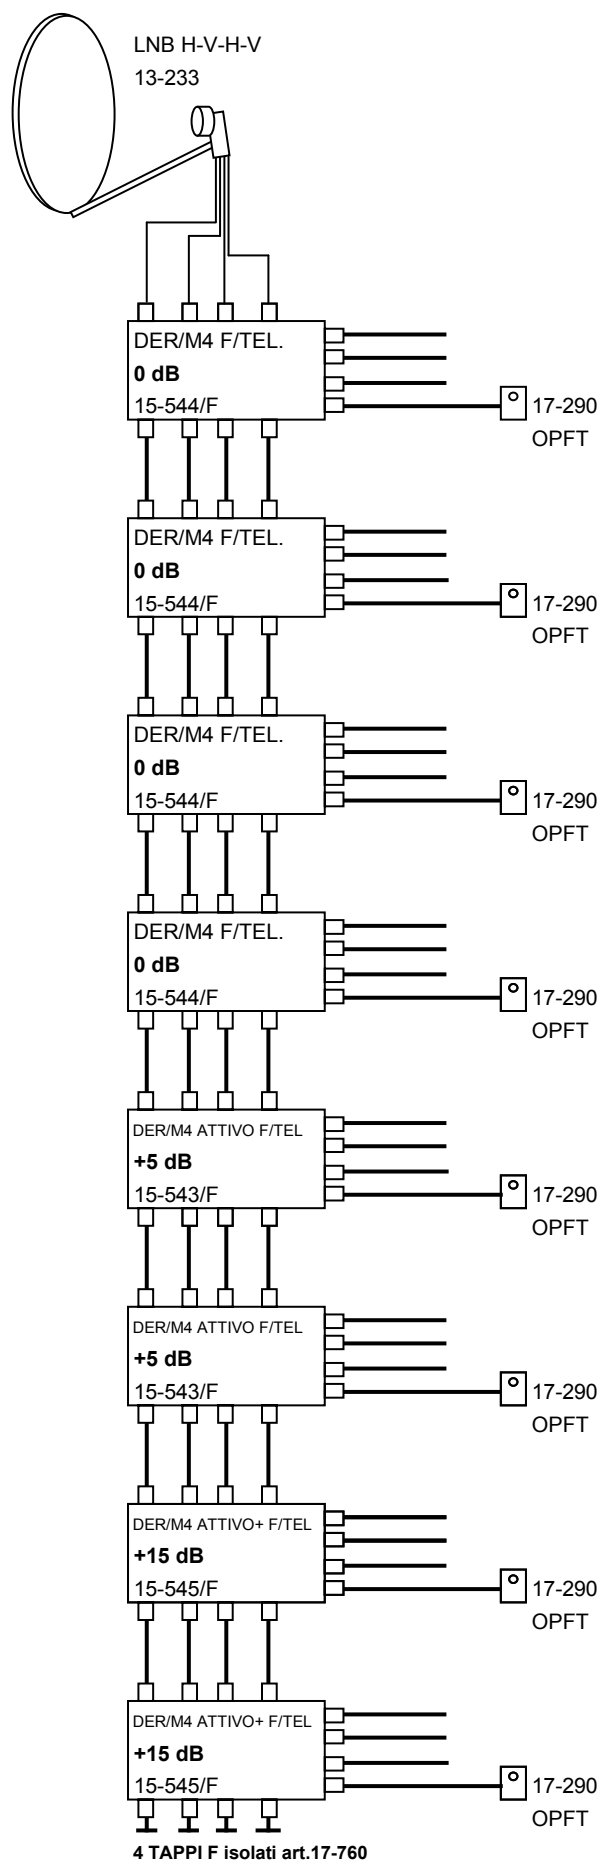 LNB H-V-H-V
13-233
DER/M4 F/TEL.
0 dB
15-544/F
17-290
OPFT
DER/M4 F/TEL.
0 dB
15-544/F
17-290
OPFT
DER/M4 F/TEL.
0 dB
15-544/F
17-290
OPFT
DER/M4 F/TEL.
0 dB
15-544/F
17-290
OPFT
DER/M4 ATTIVO F/TEL
+5 dB
15-543/F
17-290
OPFT
DER/M4 ATTIVO F/TEL
+5 dB
15-543/F
17-290
OPFT
DER/M4 ATTIVO+ F/TEL
+15 dB
15-545/F
17-290
OPFT
DER/M4 ATTIVO+ F/TEL
+15 dB
15-545/F
17-290
OPFT
4 TAPPI F isolati art.17-760